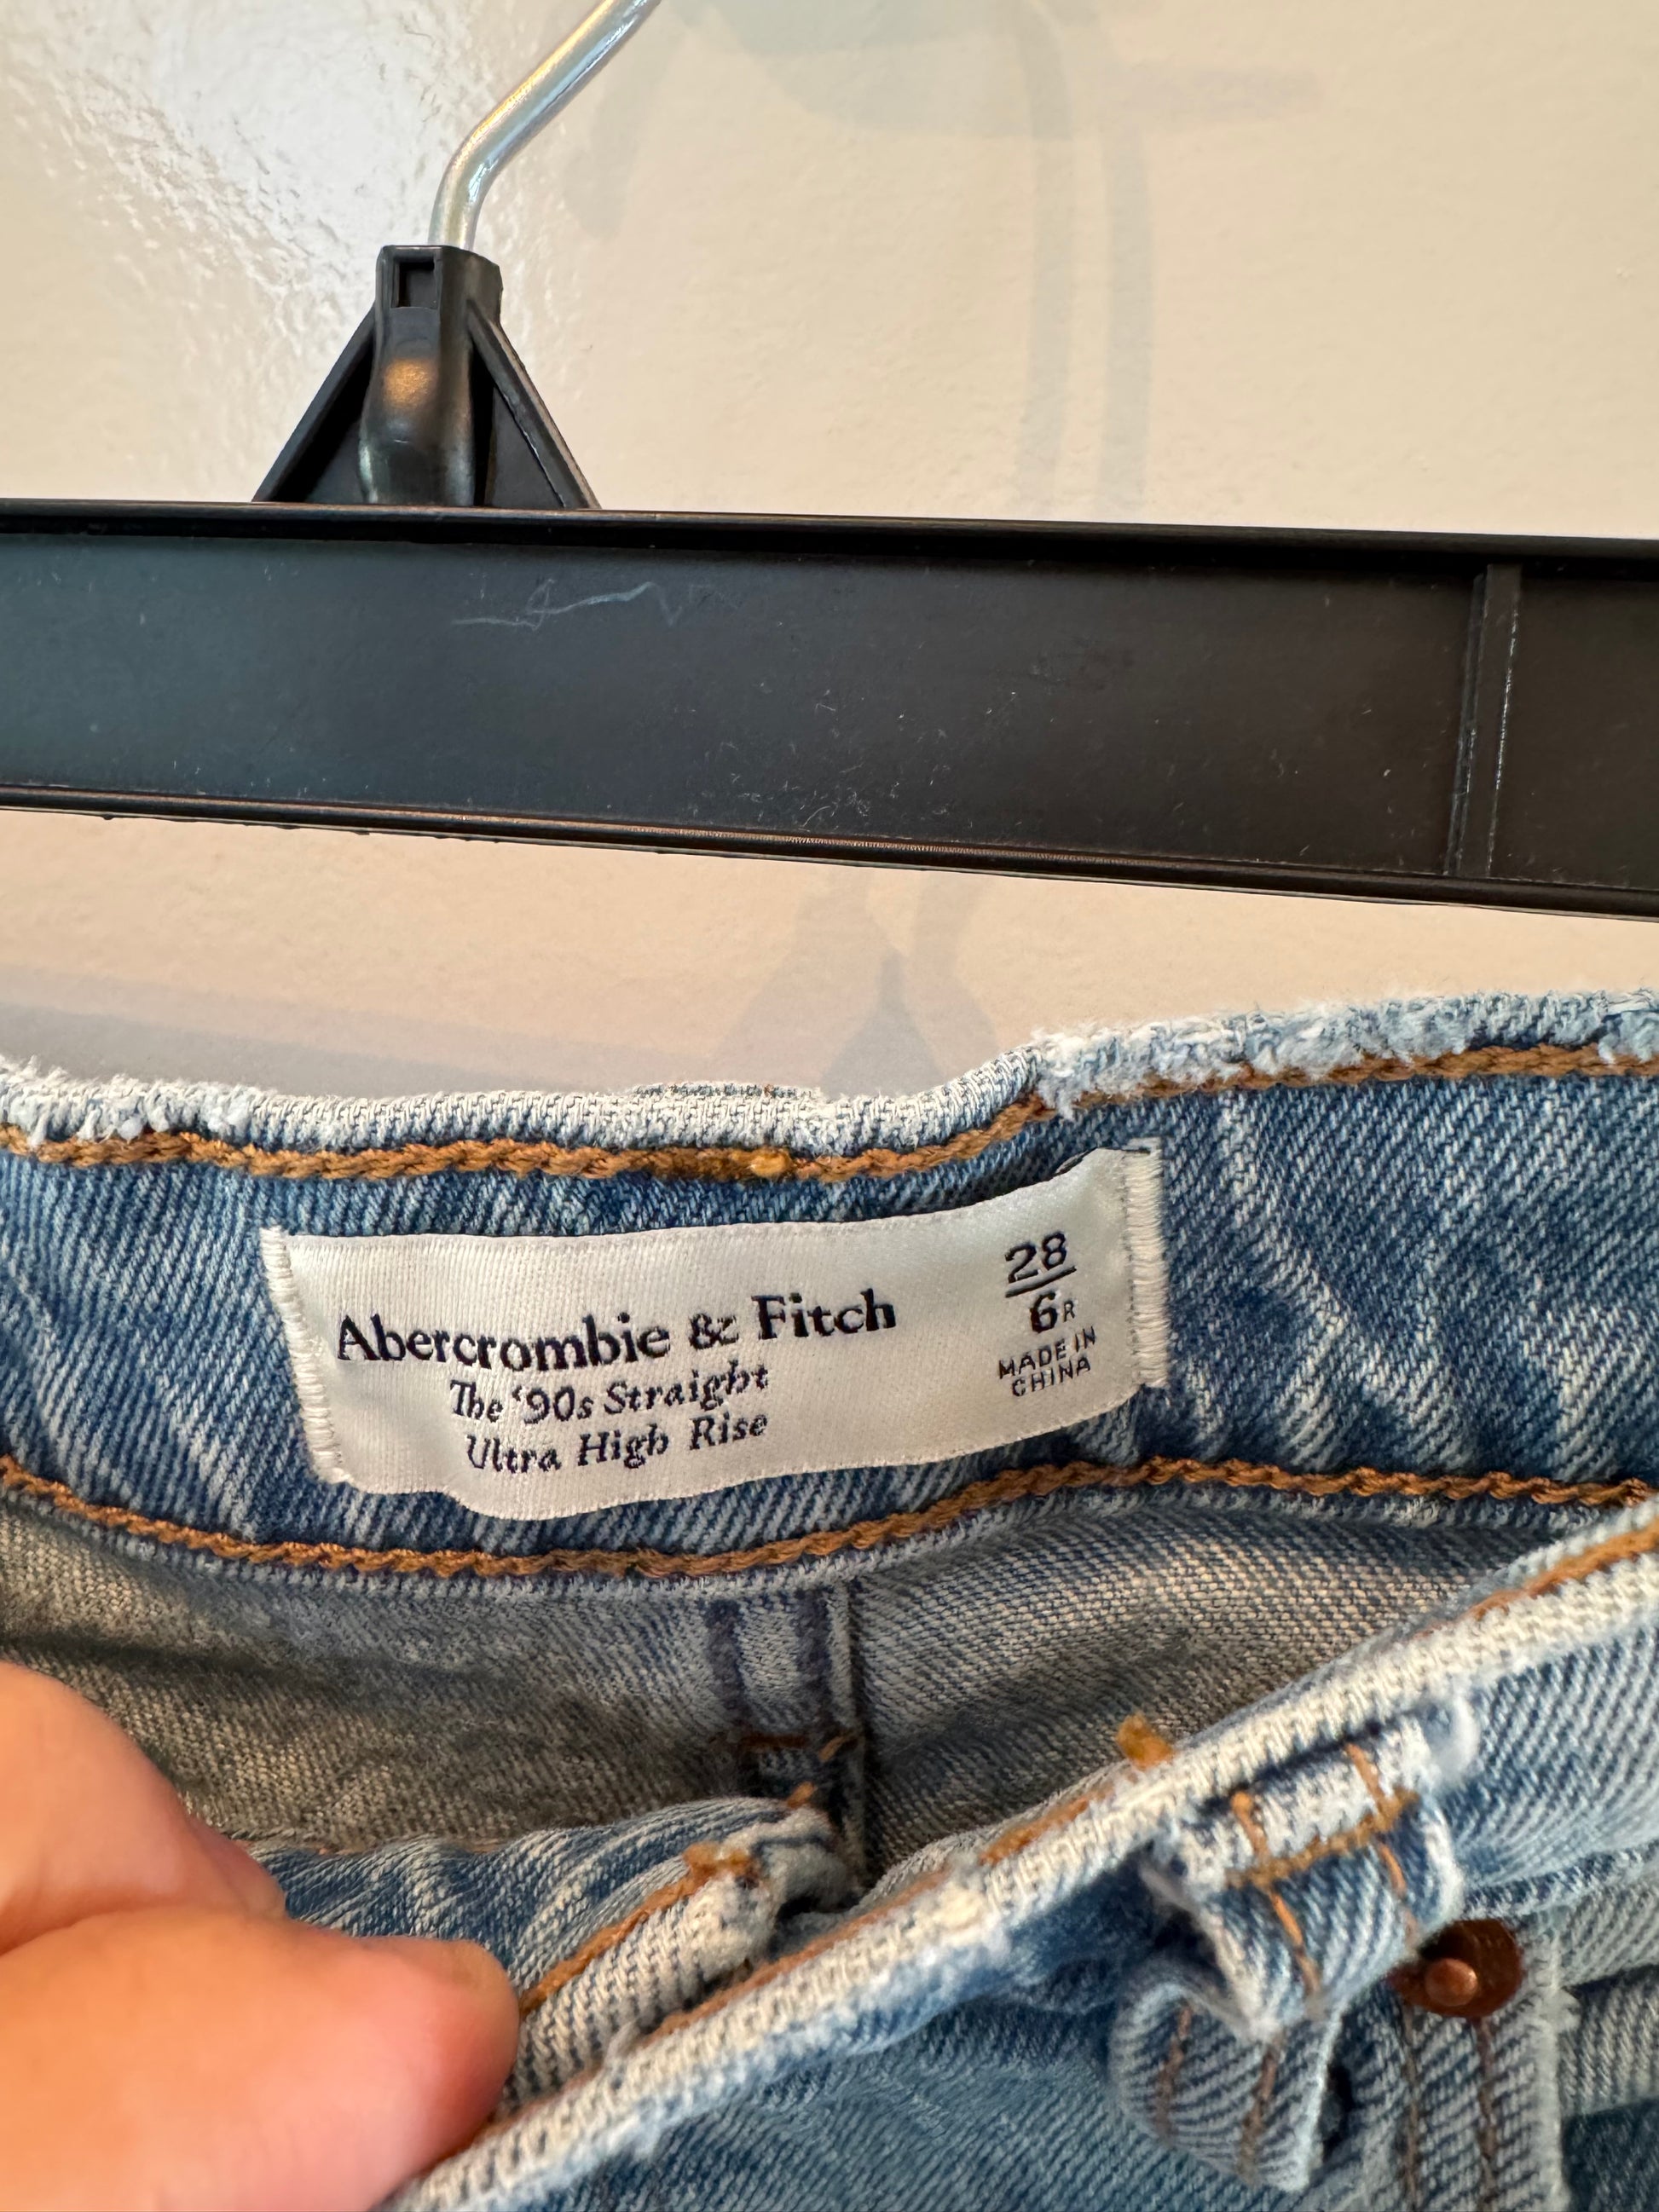 Abercrombie & Fitch
The ‘90s Straight
Ultra High Rise
28
6R
MADE IN
CHINA